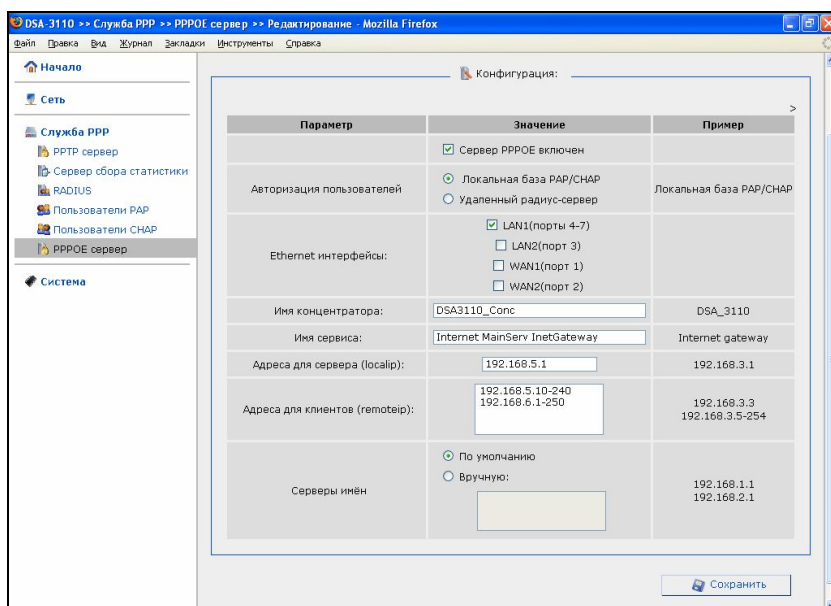 DSA-3110 >> Служба PPP >> PPPOE сервер >> Редактирование - Mozilla Firefox
Файл Правка Вид Журнал Закладки Инструменты Справка
Начало
Сеть
Служба PPP
PPTP сервер
Сервер сбора статистики
RADIUS
Пользователи PAP
Пользователи CHAP
PPPOE сервер
Система
Конфигурация:
>
Параметр Значение Пример
Сервер PPPOE включен
Авторизация пользователей
Локальная база PAP/CHAP
Удаленный радиус-сервер
Локальная база PAP/CHAP
Ethernet интерфейсы:
LAN1(порты 4-7)
LAN2(порт 3)
WAN1(порт 1)
WAN2(порт 2)
Имя концентратора: DSA3110_Conc DSA_3110
Имя сервиса: Internet MainServ InetGateway Internet gateway
Адреса для сервера (localip): 192.168.5.1 192.168.3.1
Адреса для клиентов (remoteip):
192.168.5.10-240
192.168.6.1-250
192.168.3.3
192.168.3.5-254
Серверы имён
По умолчанию
Вручную:
192.168.1.1
192.168.2.1
Сохранить